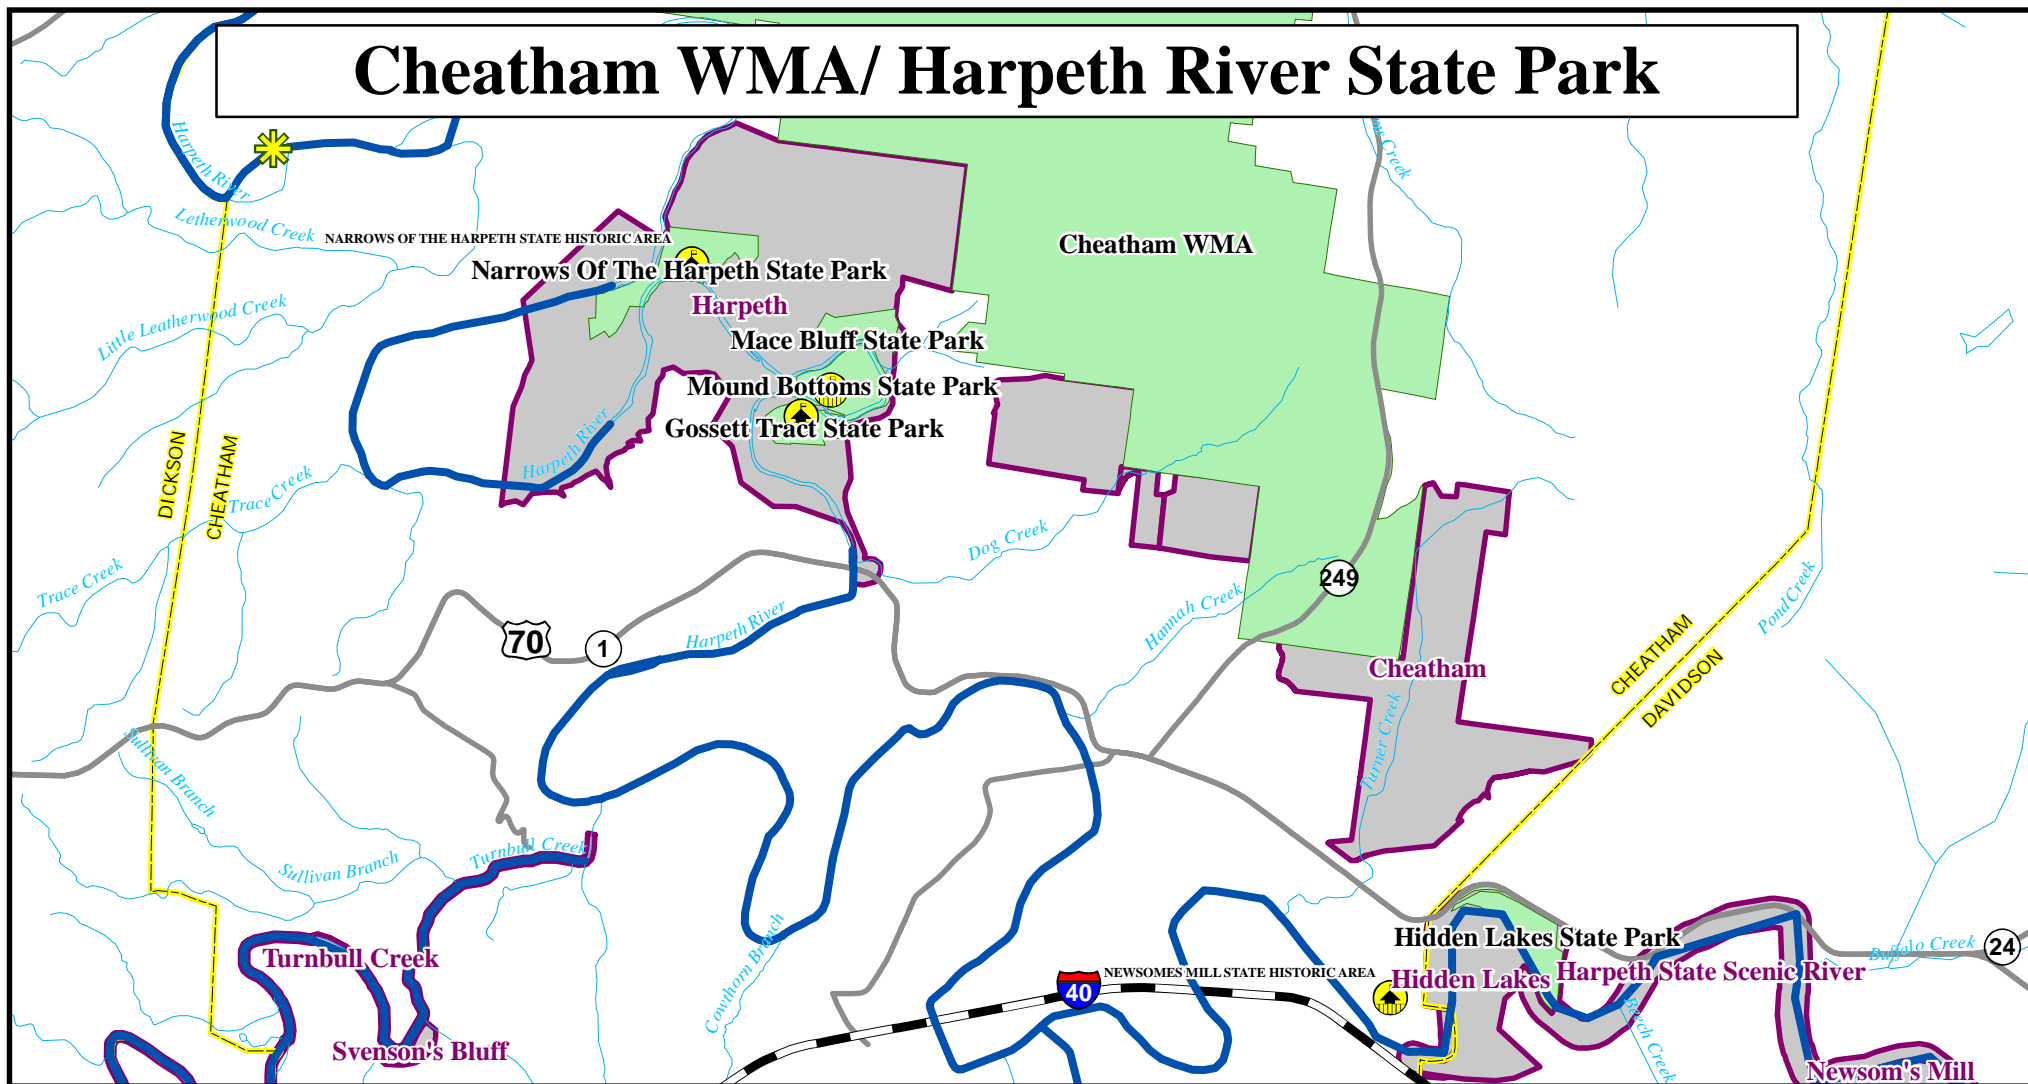 Cheatham WMA/ Harpeth River State Park
Harpeth River
Letherwood Creek
NARROWS OF THE HARPETH STATE HISTORIC AREA
Narrows Of The Harpeth State Park
Harpeth
Cheatham WMA
Little Leatherwood Creek
Mace Bluff State Park
Mound Bottoms State Park
Gossett Tract State Park
Harpeth River
DICKSON
CHEATHAM
Trace Creek
Trace Creek
Dog Creek
Hannah Creek
249
Pond Creek
70
1
Harpeth River
Cheatham
CHEATHAM
DAVIDSON
Turner Creek
Sullivan Branch
Sullivan Branch
Turnbull Creek
Turnbull Creek
Cowthorn Branch
Hidden Lakes State Park
Hidden Lakes
Harpeth State Scenic River
Buffalo Creek
24
NEWSOMES MILL STATE HISTORIC AREA
40
Beech Creek
Svenson's Bluff
Newsom's Mill